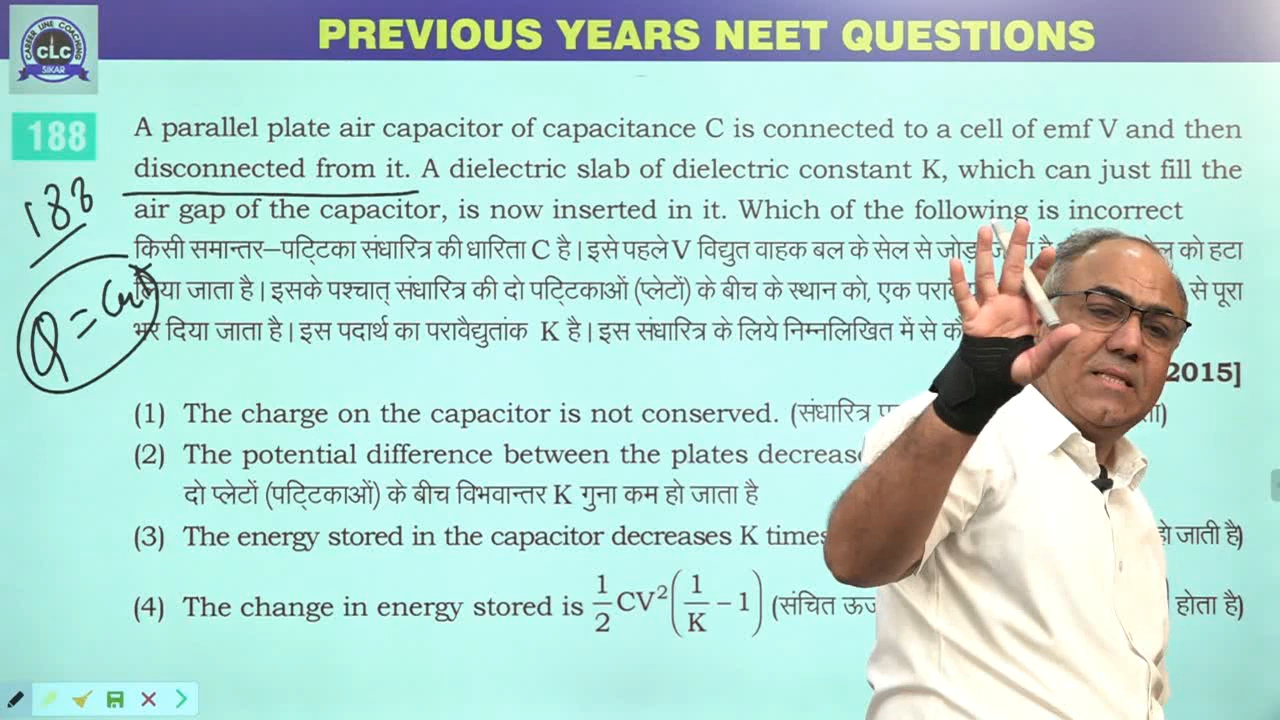 PREVIOUS YEARS NEET QUESTIONS
CAREER LINE COACHING
CLC
SIKAR
188
A parallel plate air capacitor of capacitance C is connected to a cell of emf V and then
disconnected from it. A dielectric slab of dielectric constant K, which can just fill the
188
air gap of the capacitor, is now inserted in it. Which of the following is incorrect
किसी समान्तर–पट्टिका संधारित्र की धारिता C है। इसे पहले V विद्युत वाहक बल के सेल से को हटा
लिया जाता है। इसके पश्चात् संधारित्र की दो पट्टिकाओं (प्लेटों) के बीच के स्थान को, एक से पूरा
भर दिया जाता है। इस पदार्थ का परावैद्युतांक K है। इस संधारित्र के लिये निम्नलिखित में से
Q =
2015]
(1) The charge on the capacitor is not conserved. (संधारित्र
(2) The potential difference between the plates
दो प्लेटों (पट्टिकाओं) के बीच विभवान्तर K गुना कम हो जाता है
(3) The energy stored in the capacitor decreases K times हो जाती है)
(4) The change in energy stored is 1/2 CV²(1/K − 1) (संचित होता है)